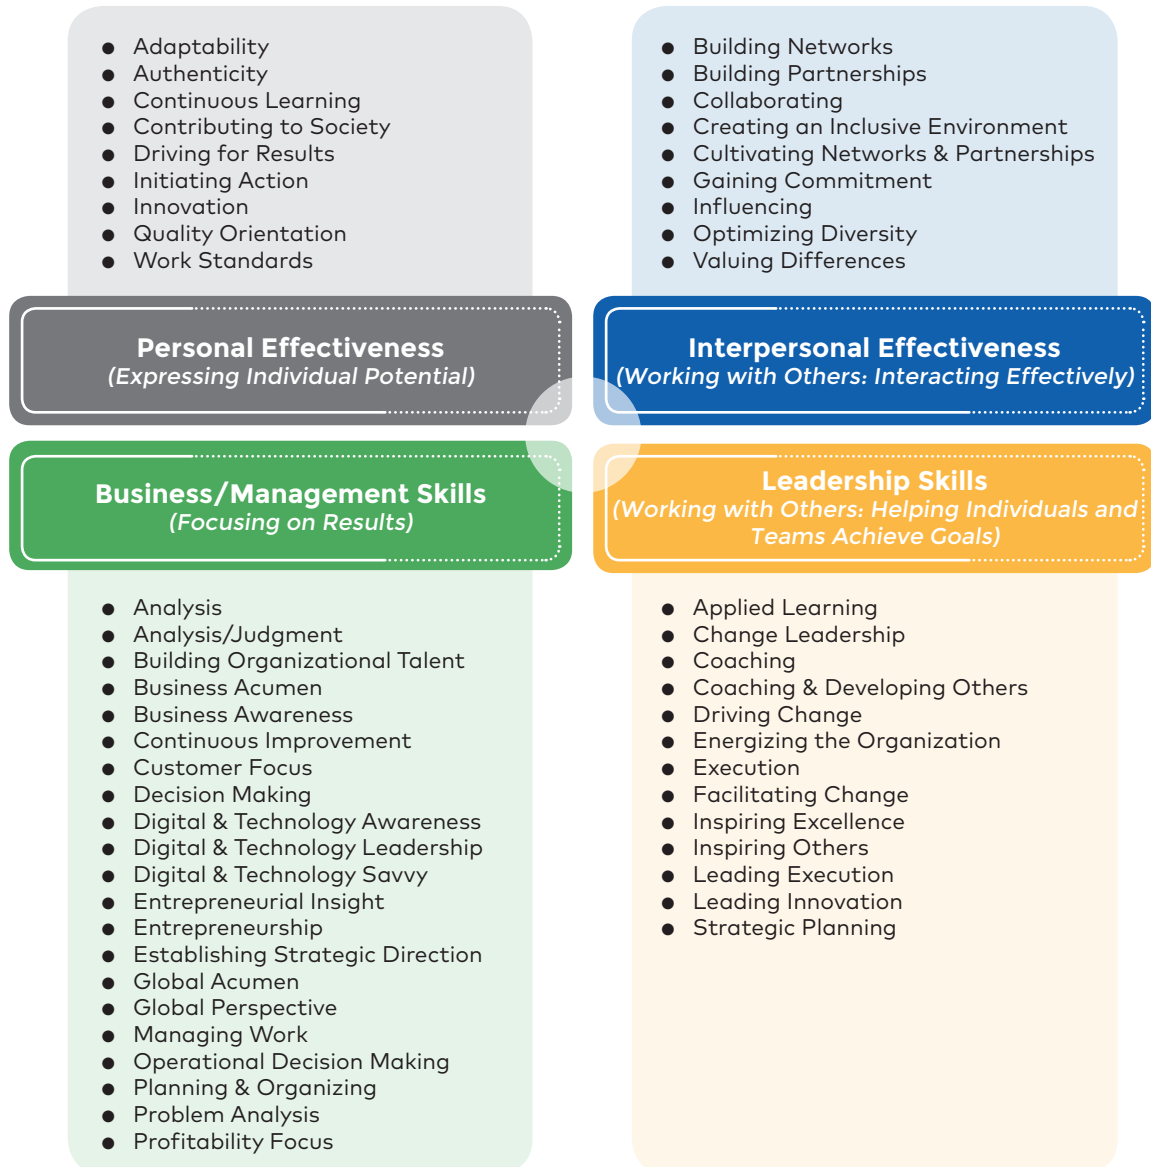 Adaptability
Authenticity
Continuous Learning
Contributing to Society
Driving for Results
Initiating Action
Innovation
Quality Orientation
Work Standards
Personal Effectiveness
(Expressing Individual Potential)
Building Networks
Building Partnerships
Collaborating
Creating an Inclusive Environment
Cultivating Networks & Partnerships
Gaining Commitment
Influencing
Optimizing Diversity
Valuing Differences
Interpersonal Effectiveness
(Working with Others: Interacting Effectively)
Business/Management Skills
(Focusing on Results)
Analysis
Analysis/Judgment
Building Organizational Talent
Business Acumen
Business Awareness
Continuous Improvement
Customer Focus
Decision Making
Digital & Technology Awareness
Digital & Technology Leadership
Digital & Technology Savvy
Entrepreneurial Insight
Entrepreneurship
Establishing Strategic Direction
Global Acumen
Global Perspective
Managing Work
Operational Decision Making
Planning & Organizing
Problem Analysis
Profitability Focus
Leadership Skills
(Working with Others: Helping Individuals and
Teams Achieve Goals)
Applied Learning
Change Leadership
Coaching
Coaching & Developing Others
Driving Change
Energizing the Organization
Execution
Facilitating Change
Inspiring Excellence
Inspiring Others
Leading Execution
Leading Innovation
Strategic Planning